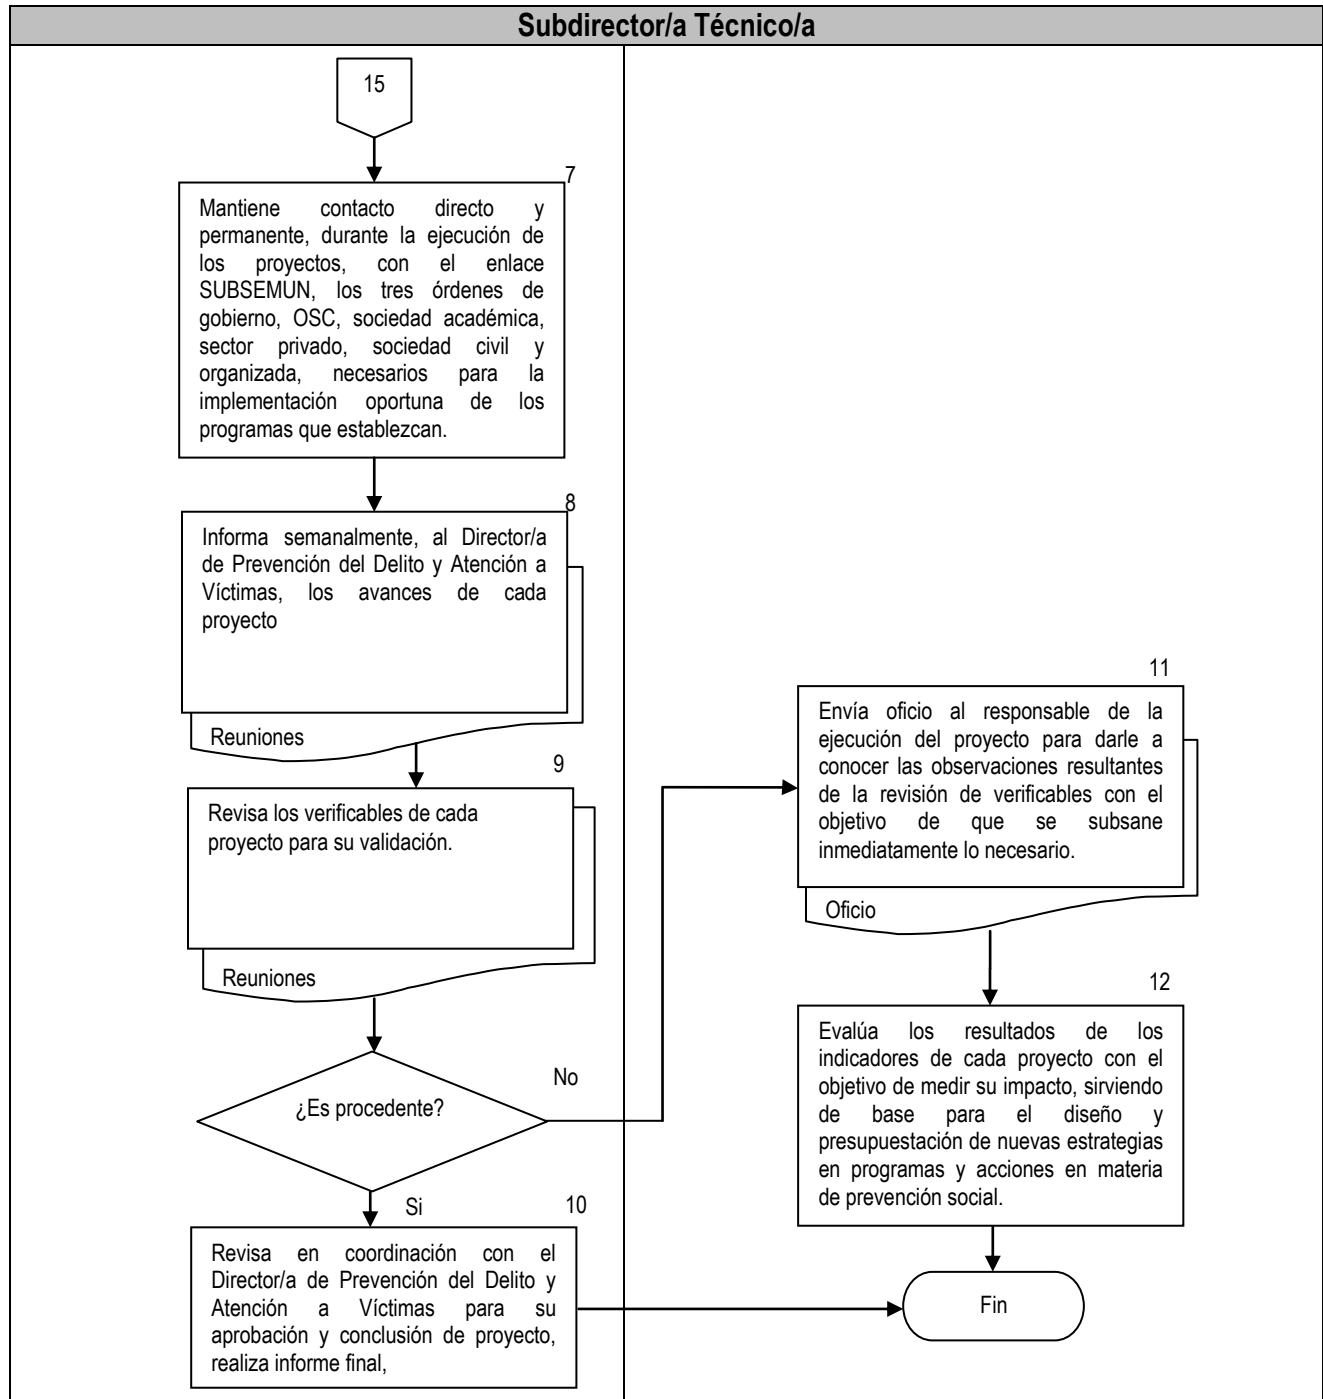 Subdirector/a Técnico/a
15
7
Mantiene contacto directo y
permanente, durante la ejecución de
los proyectos, con el enlace
SUBSEMUN, los tres órdenes de
gobierno, OSC, sociedad académica,
sector privado, sociedad civil y
organizada, necesarios para la
implementación oportuna de los
programas que establezcan.
8
Informa semanalmente, al Director/a
de Prevención del Delito y Atención a
Víctimas, los avances de cada
proyecto
Reuniones
9
Revisa los verificables de cada
proyecto para su validación.
Reuniones
¿Es procedente?
No
Si
10
Revisa en coordinación con el
Director/a de Prevención del Delito y
Atención a Víctimas para su
aprobación y conclusión de proyecto,
realiza informe final,
11
Envía oficio al responsable de la
ejecución del proyecto para darle a
conocer las observaciones resultantes
de la revisión de verificables con el
objetivo de que se subsane
inmediatamente lo necesario.
Oficio
12
Evalúa los resultados de los
indicadores de cada proyecto con el
objetivo de medir su impacto, sirviendo
de base para el diseño y
presupuestación de nuevas estrategias
en programas y acciones en materia
de prevención social.
Fin